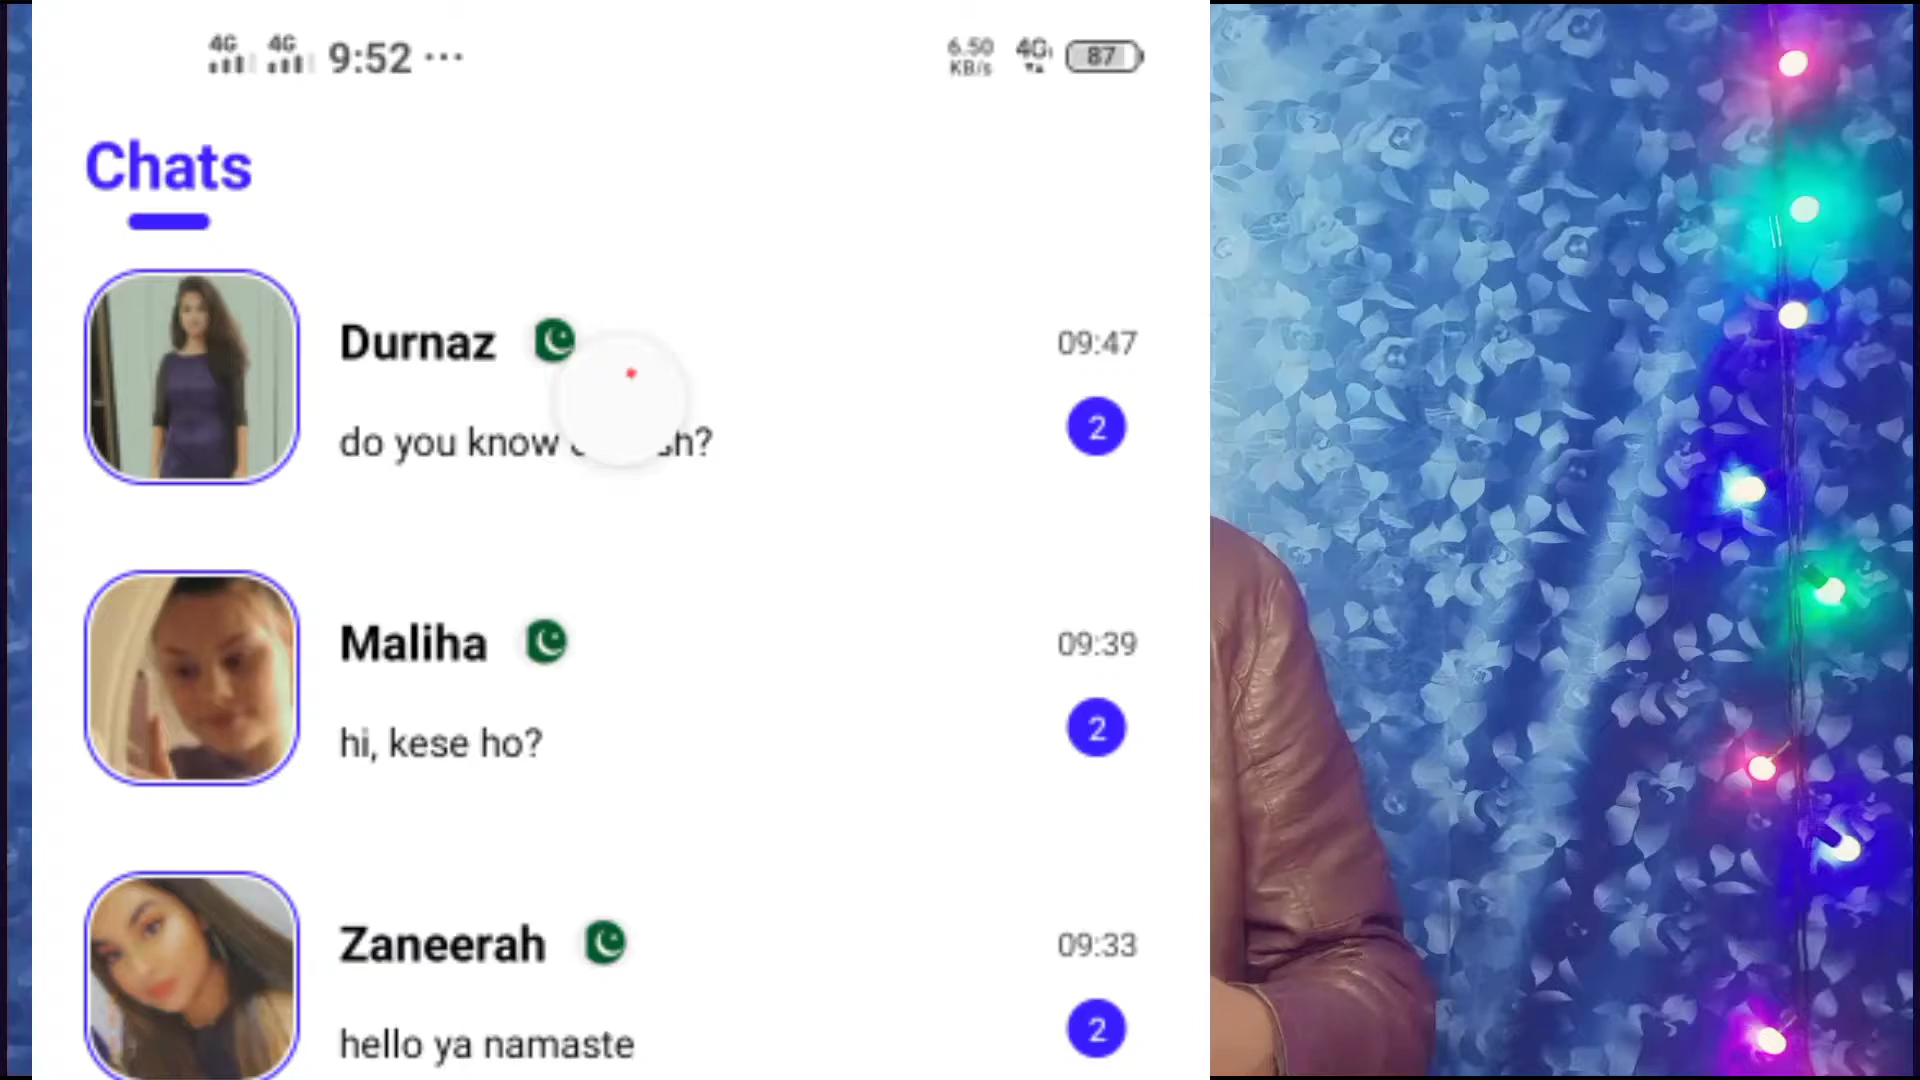 4G 4G 9:52 ··· 6.50 KB/s 4G 87
Chats
Durnaz 09:47
do you know 2
Maliha 09:39
hi, kese ho? 2
Zaneerah 09:33
hello ya namaste 2